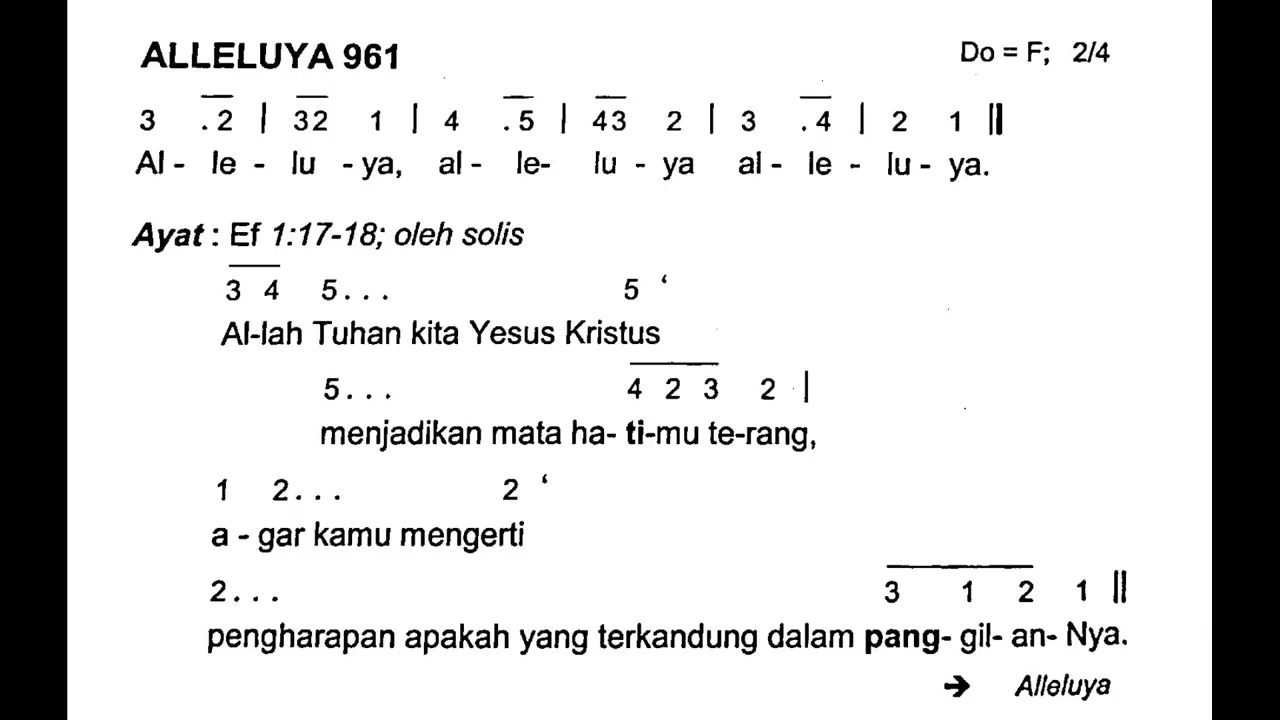 ALLELUYA 961 Do = F; 2/4
3 .2 | 32 1 | 4 .5 | 43 2 | 3 .4 | 2 1 ||
Al - le - lu - ya, al - le- lu - ya al - le - lu - ya.
Ayat : Ef 1:17-18; oleh solis
3 4 5... 5 ‘
Al-lah Tuhan kita Yesus Kristus
5... 4 2 3 2 |
menjadikan mata ha- ti-mu te-rang,
1 2... 2 ‘
a - gar kamu mengerti
2... 3 1 2 1 ||
pengharapan apakah yang terkandung dalam pang- gil- an- Nya.
→ Alleluya